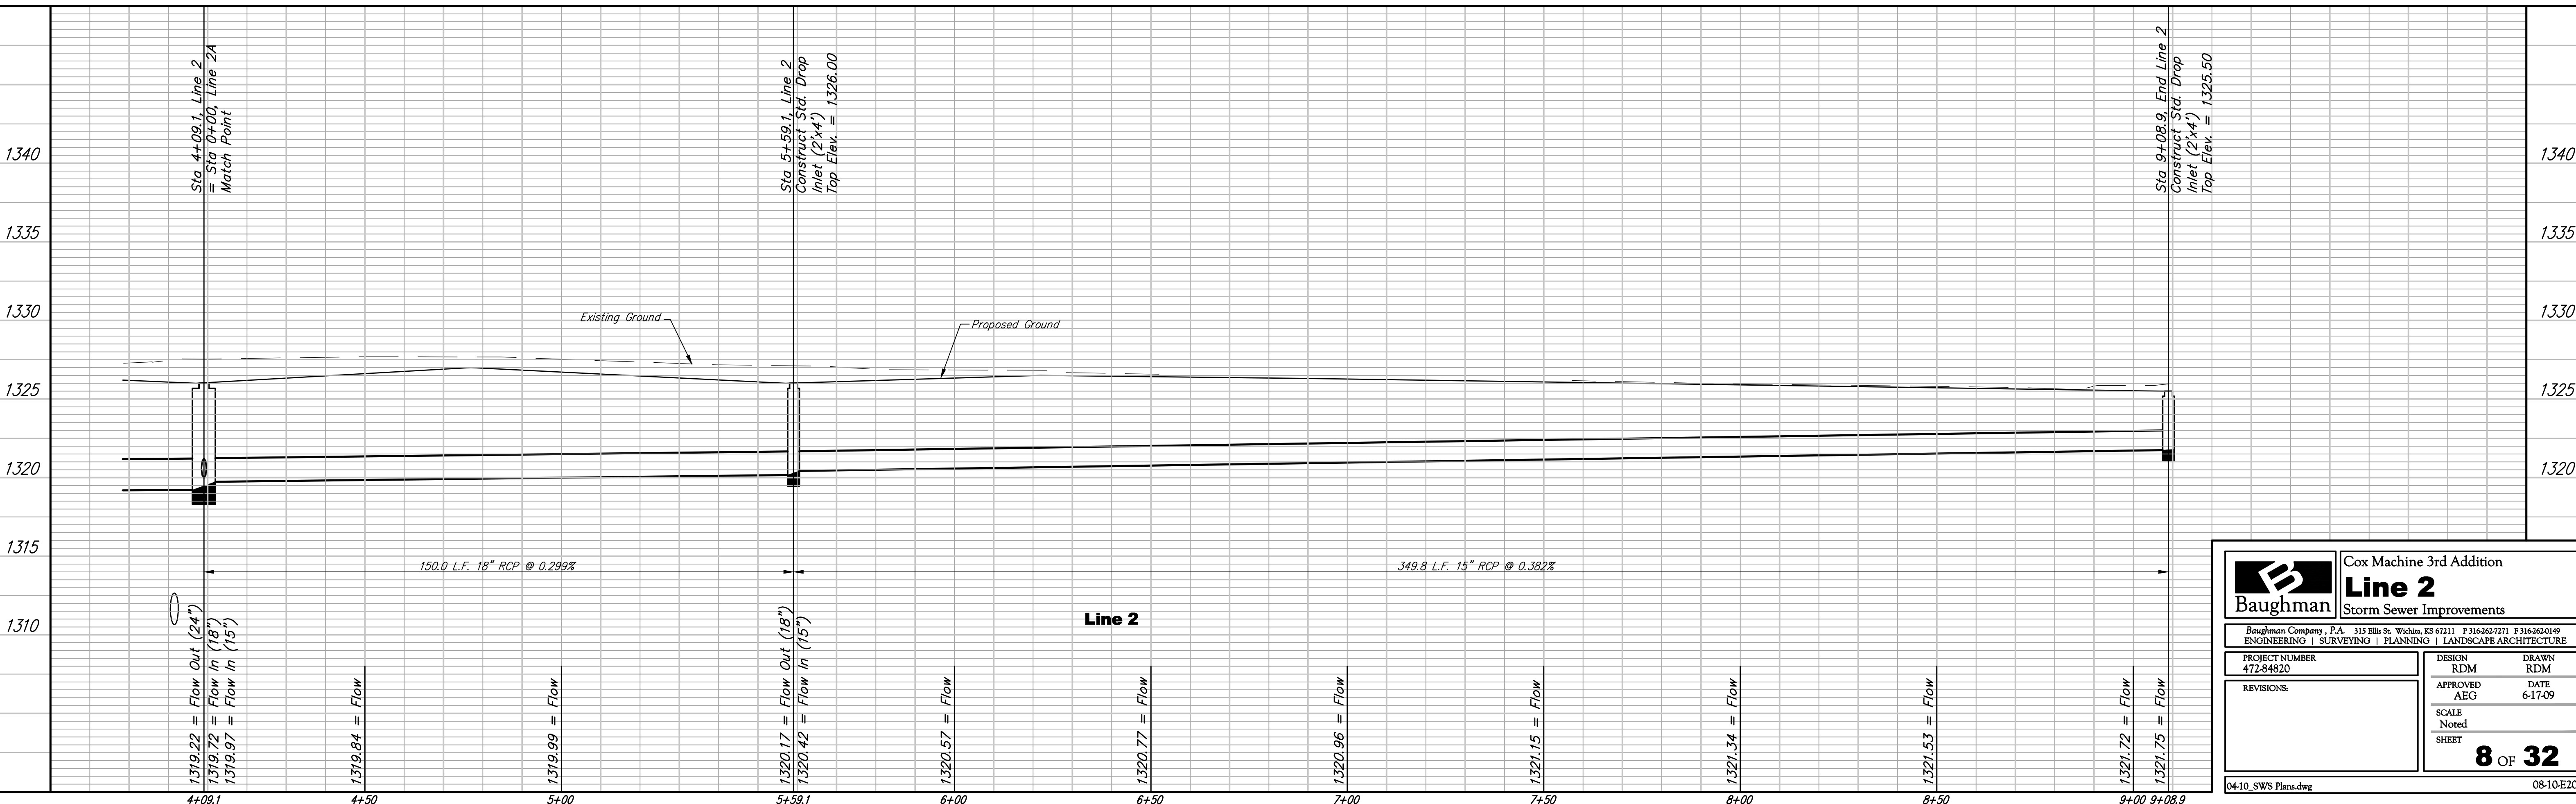 Sta 4+09.1, Line 2
= Sta 0+00, Line 2A
Match Point
Sta 5+59.1, Line 2
Construct Std. Drop
Inlet (2'x4')
Top Elev. = 1326.00
Sta 9+08.9, End Line 2
Construct Std. Drop
Inlet (2'x4')
Top Elev. = 1325.50
1340
1340
1335
1335
1330
1330
Existing Ground
Proposed Ground
1325
1325
1320
1320
1315
150.0 L.F. 18" RCP @ 0.299%
349.8 L.F. 15" RCP @ 0.382%
1310
Line 2
1319.22 = Flow Out (24")
1319.72 = Flow In (18")
1319.97 = Flow In (15")
1319.84 = Flow
1319.99 = Flow
1320.17 = Flow Out (18")
1320.42 = Flow In (15")
1320.57 = Flow
1320.77 = Flow
1320.96 = Flow
1321.15 = Flow
1321.34 = Flow
1321.53 = Flow
1321.72 = Flow
1321.75 = Flow
4+09.1
4+50
5+00
5+59.1
6+00
6+50
7+00
7+50
8+00
8+50
9+00
9+08.9
B
Baughman
Cox Machine 3rd Addition
Line 2
Storm Sewer Improvements
Baughman Company, P.A. 315 Ellis St. Wichita, KS 67211 P 316-262-7271 F 316-262-0149
ENGINEERING | SURVEYING | PLANNING | LANDSCAPE ARCHITECTURE
PROJECT NUMBER
472-84820
DESIGN
RDM
DRAWN
RDM
REVISIONS:
APPROVED
AEG
DATE
6-17-09
SCALE
Noted
SHEET
8 OF 32
04-10_SWS Plans.dwg
08-10-E20